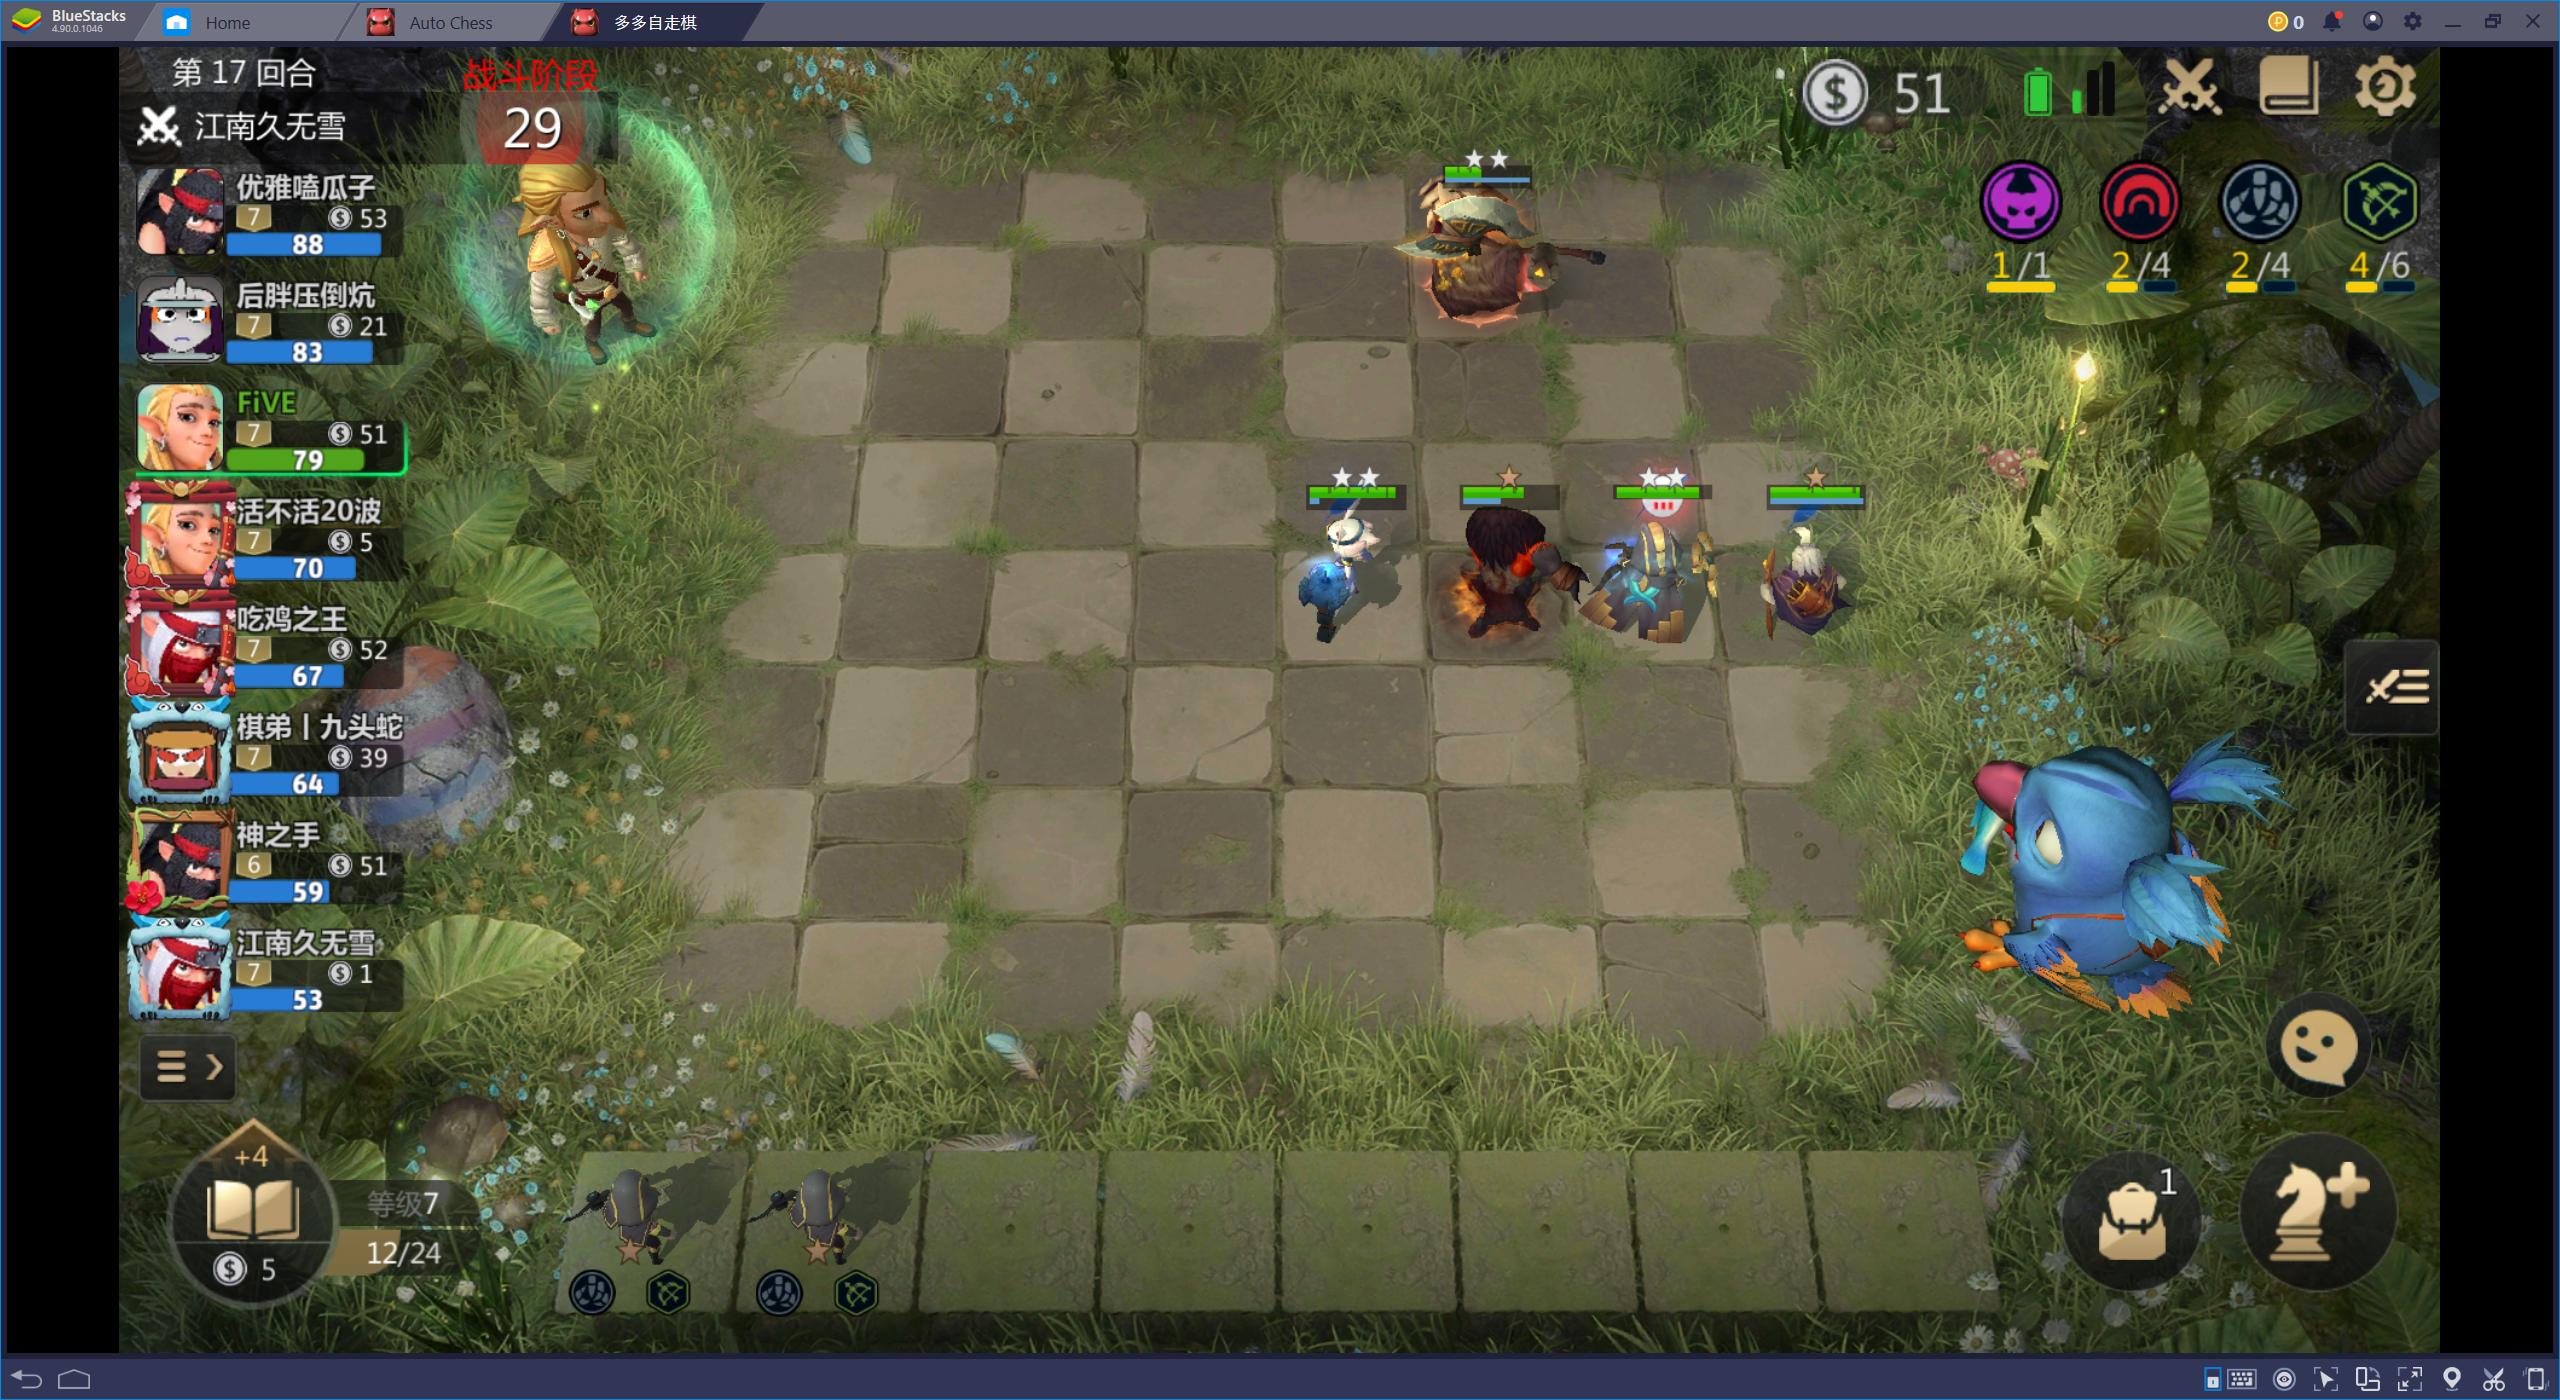 BlueStacks
4.90.0.1046
Home
Auto Chess
多多自走棋
0
第 17 回合
战斗阶段
江南久无雪
29
$ 51
优雅嗑瓜子
7 $ 53
88
后胖压倒炕
7 $ 21
83
FiVE
7 $ 51
79
活不活20波
7 $ 5
70
吃鸡之王
7 $ 52
67
棋弟丨九头蛇
7 $ 39
64
神之手
6 $ 51
59
江南久无雪
7 $ 1
53
1/1
2/4
2/4
4/6
+4
等级7
12/24
$ 5
1